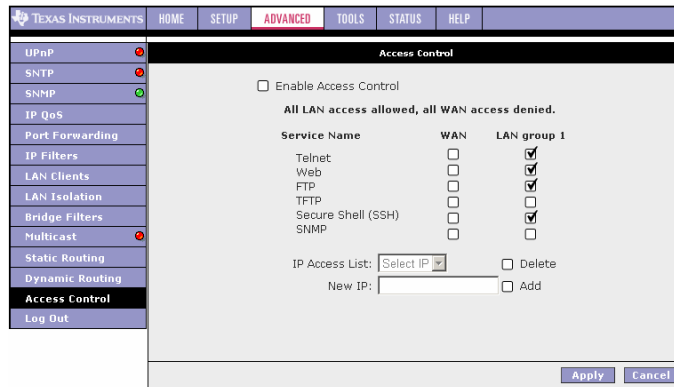 TEXAS INSTRUMENTS HOME SETUP ADVANCED TOOLS STATUS HELP
UPnP
SNTP
SNMP
IP QoS
Port Forwarding
IP Filters
LAN Clients
LAN Isolation
Bridge Filters
Multicast
Static Routing
Dynamic Routing
Access Control
Log Out
Access Control
Enable Access Control
All LAN access allowed, all WAN access denied.
Service Name WAN LAN group 1
Telnet
Web
FTP
TFTP
Secure Shell (SSH)
SNMP
IP Access List: Select IP Delete
New IP: Add
Apply Cancel